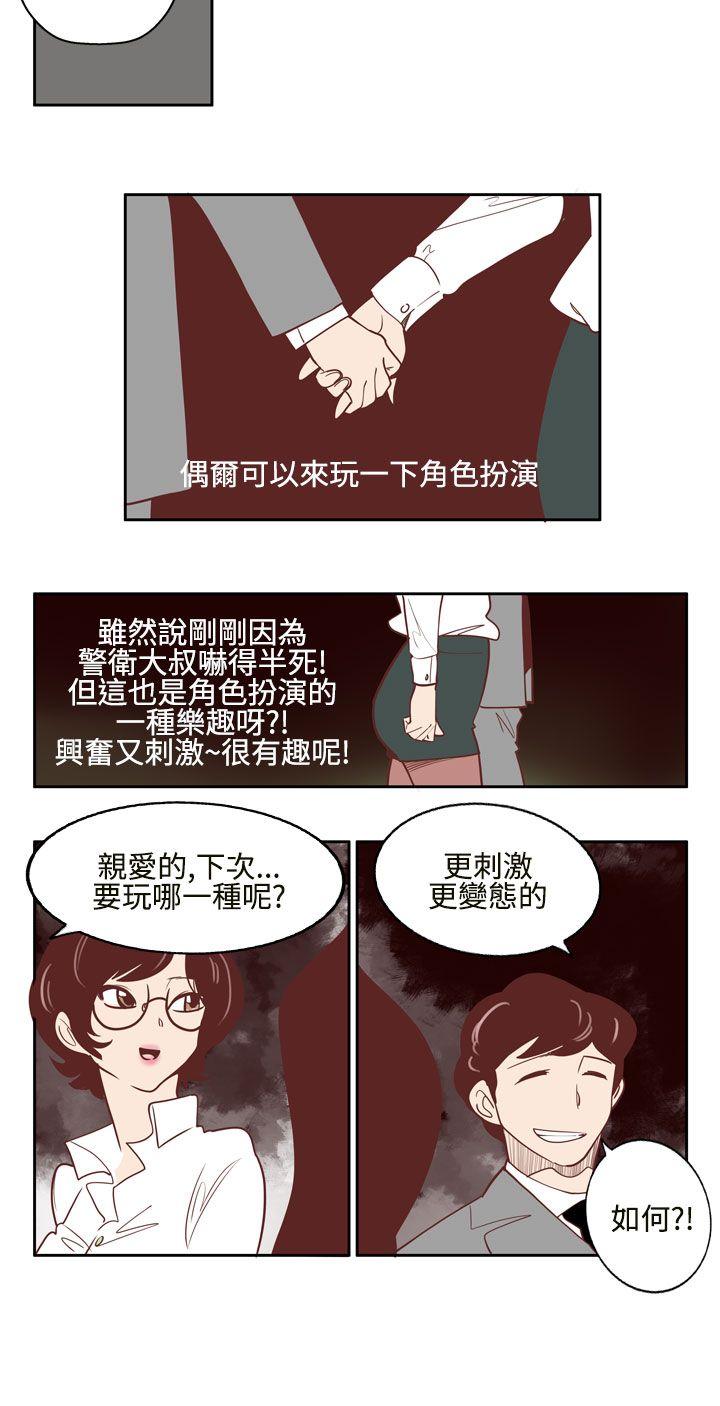 偶爾可以來玩一下角色扮演
雖然說剛剛因為
警衛大叔嚇得半死!
但這也是角色扮演的
一種樂趣呀?!
興奮又刺激~很有趣呢!
親愛的,下次...
要玩哪一種呢?
更刺激
更變態的
如何?!